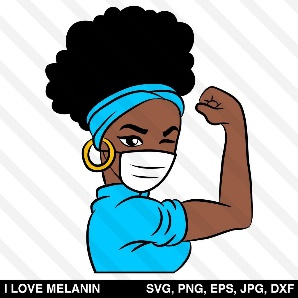 I LOVE MELANIN SVG, PNG, EPS, JPG, DXF